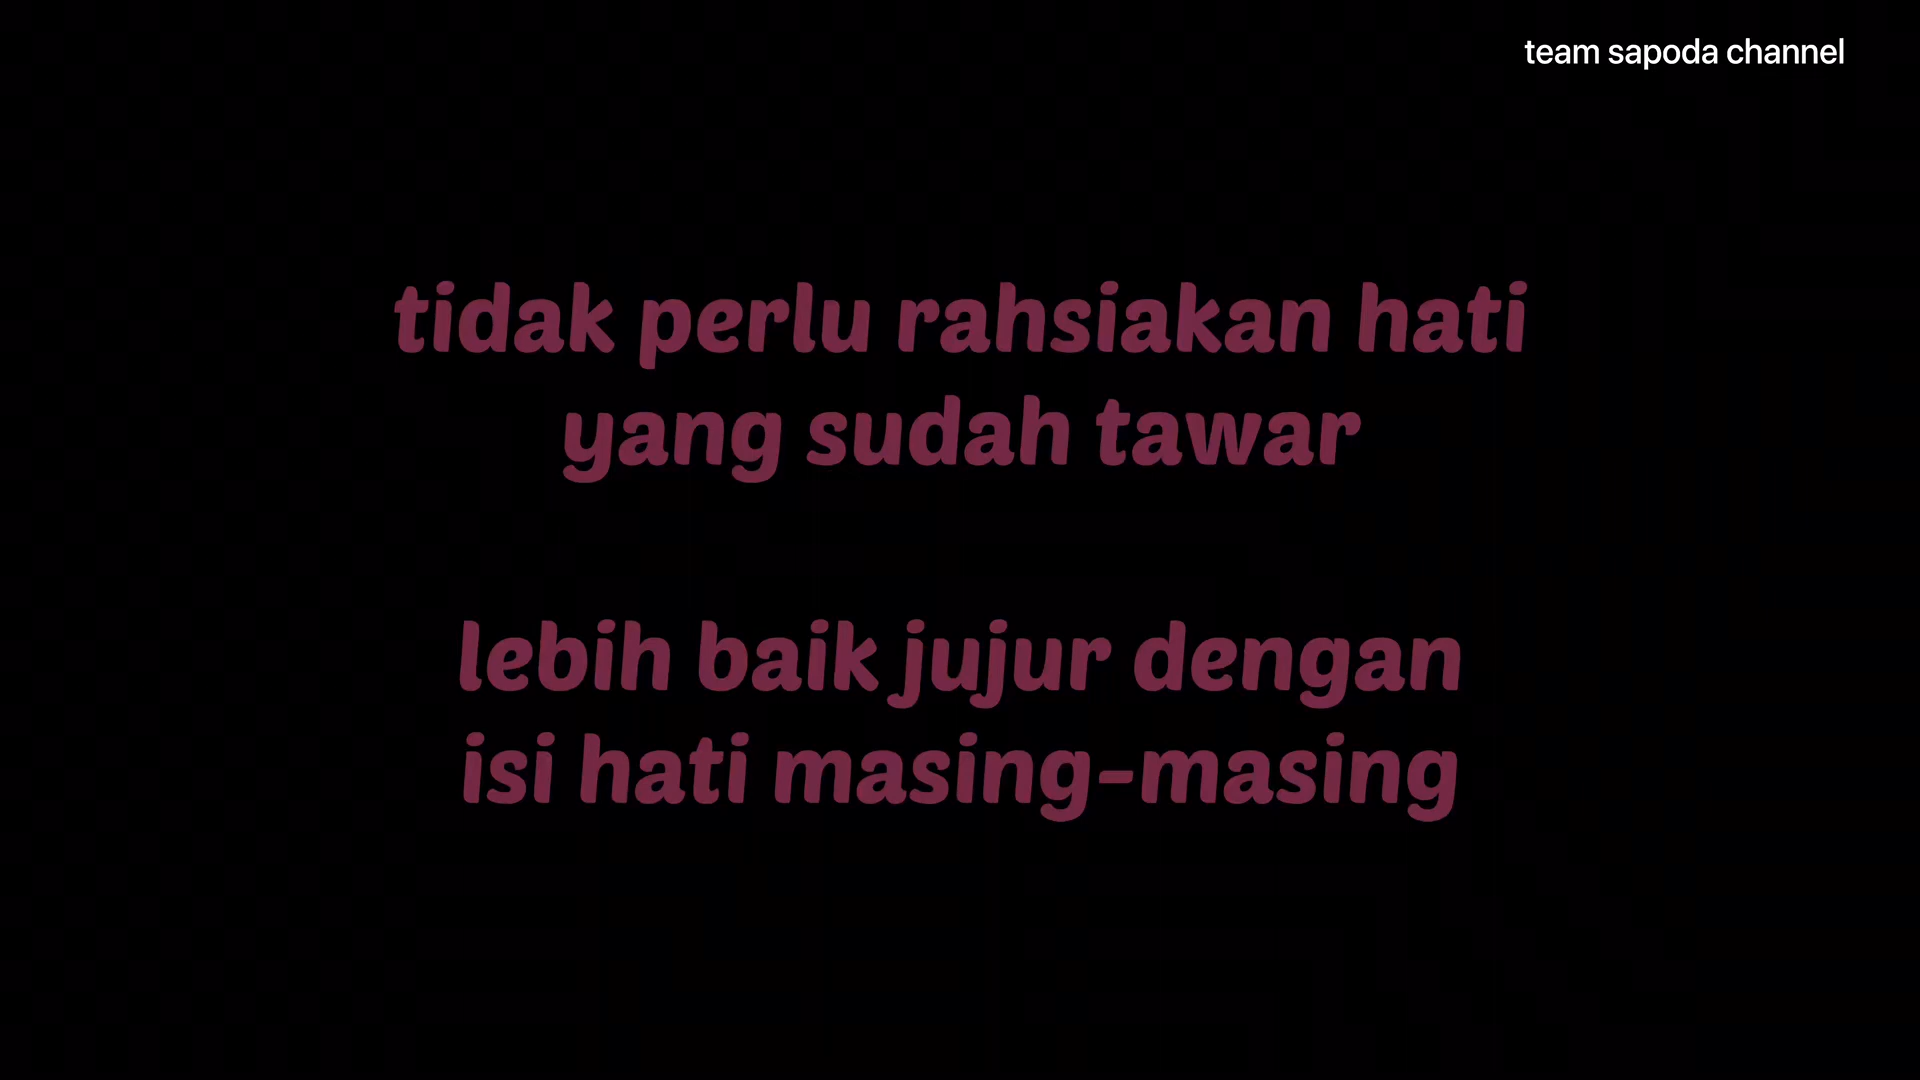 team sapoda channel
tidak perlu rahsiakan hati
yang sudah tawar
lebih baik jujur dengan
isi hati masing-masing